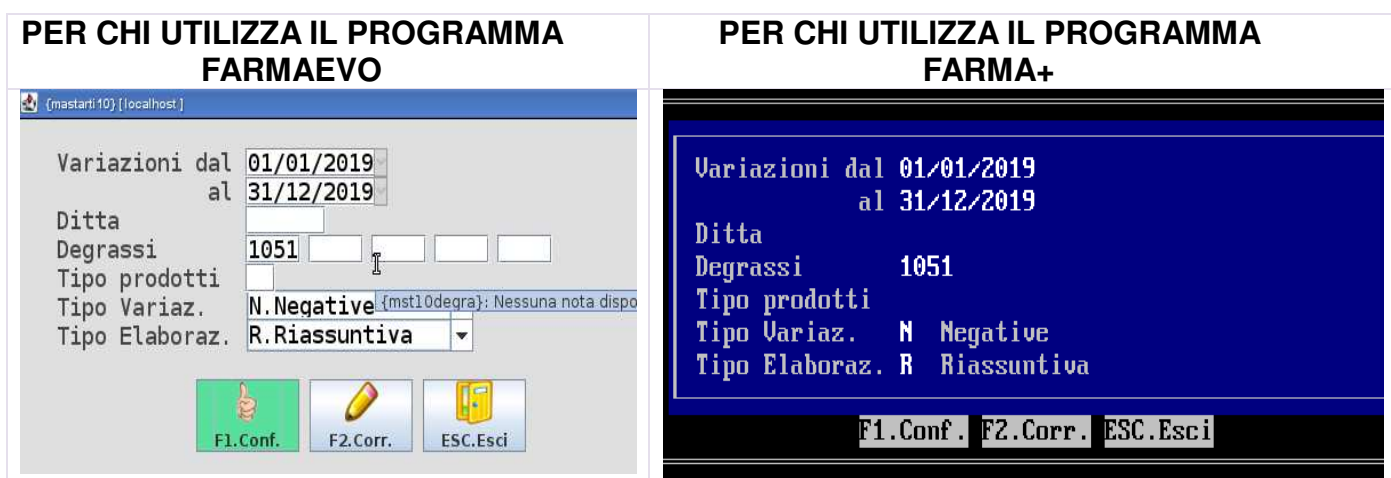 PER CHI UTILIZZA IL PROGRAMMA
FARMAEVO
{mastarti10} [localhost]
Variazioni dal 01/01/2019
al 31/12/2019
Ditta
Degrassi 1051
Tipo prodotti
Tipo Variaz. N.Negative {mst10degra}: Nessuna nota dispo
Tipo Elaboraz. R.Riassuntiva
F1.Conf. F2.Corr. ESC.Esci
PER CHI UTILIZZA IL PROGRAMMA
FARMA+
Variazioni dal 01/01/2019
al 31/12/2019
Ditta
Degrassi 1051
Tipo prodotti
Tipo Variaz. N Negative
Tipo Elaboraz. R Riassuntiva
F1.Conf. F2.Corr. ESC.Esci